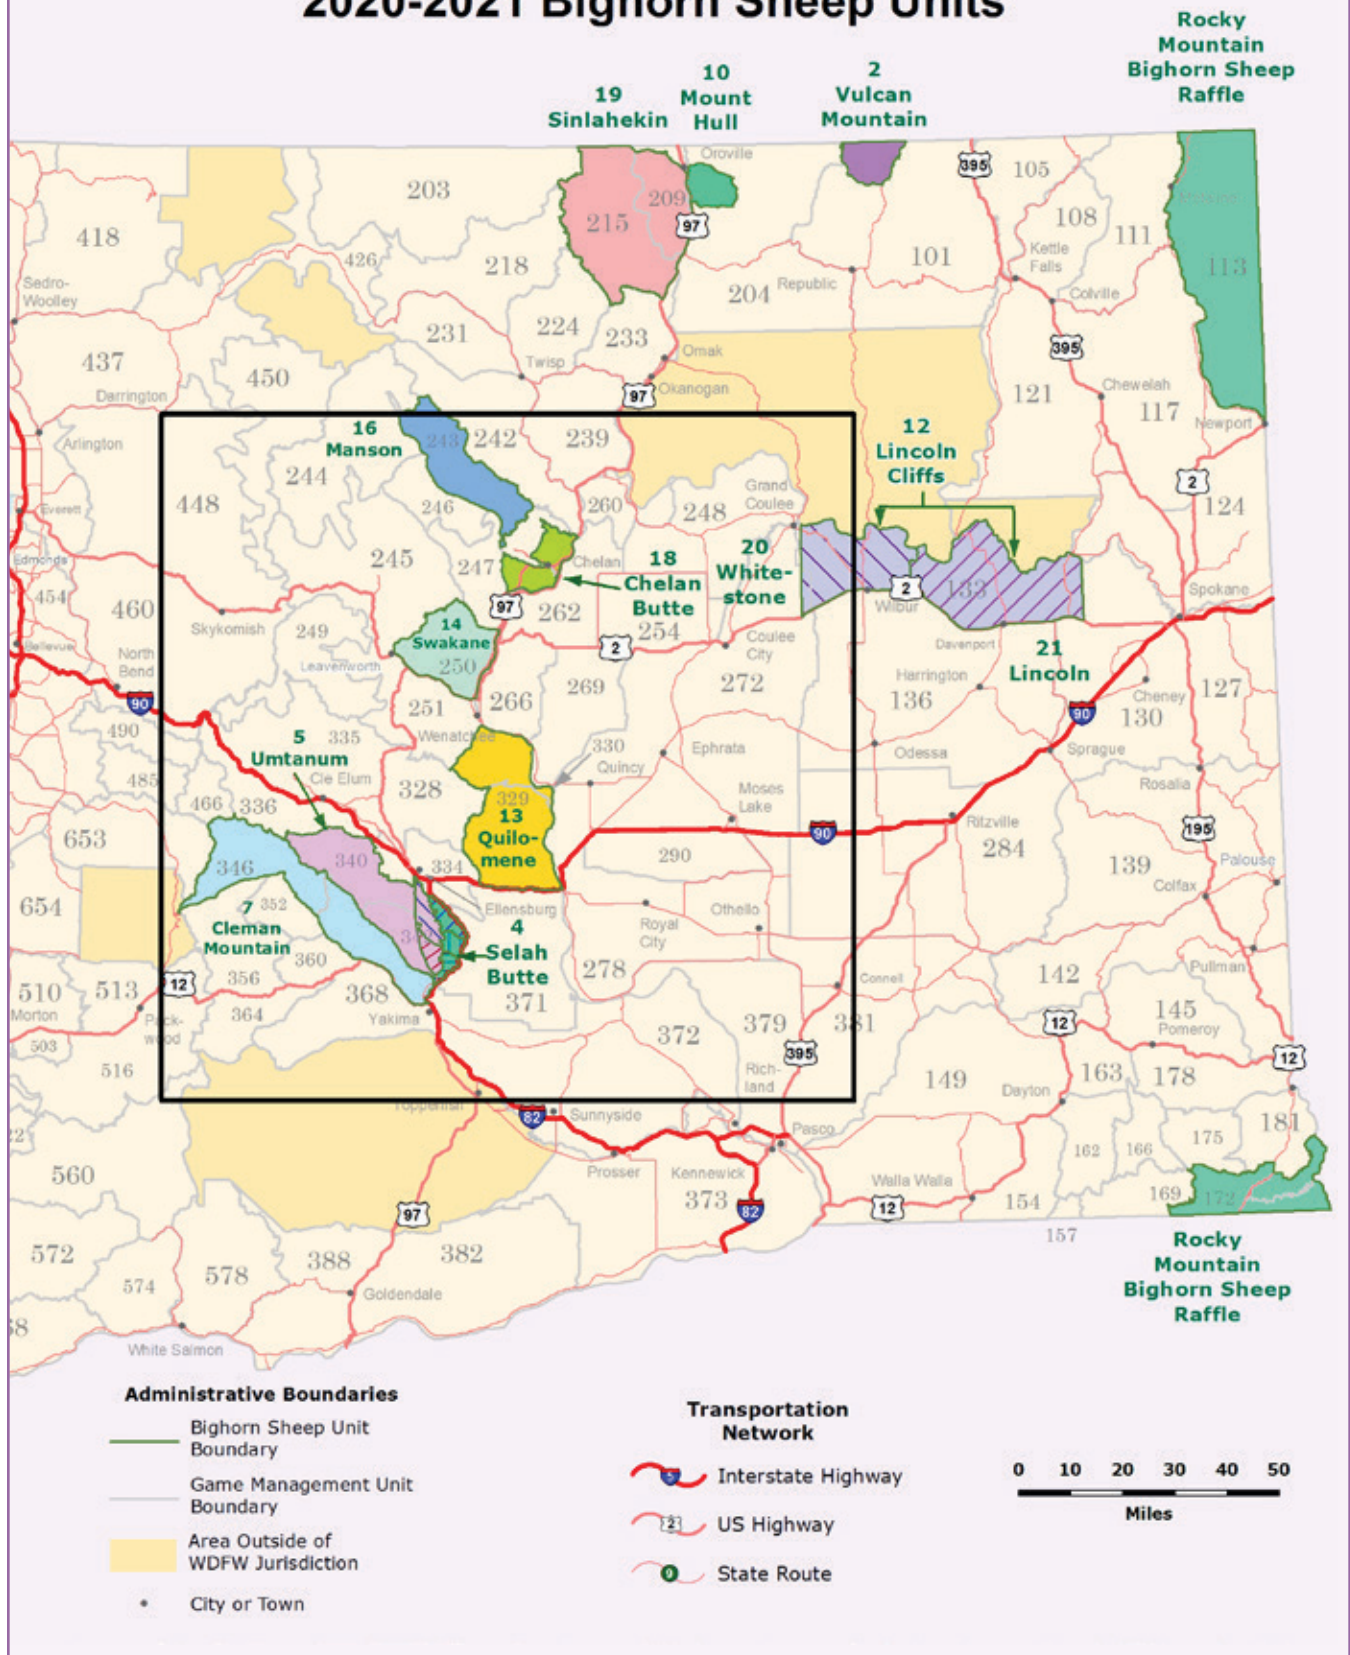 2020-2021 Bighorn Sheep Units
Rocky
Mountain
Bighorn Sheep
Raffle
10
Mount
Hull
2
Vulcan
Mountain
19
Sinlahekin
Oroville
395
105
203
209
215
97
418
108
111
113
426
218
101
Kettle
Falls
Sedro-
Woolley
204
Republic
Colville
231
224
233
Twisp
Omak
395
437
450
Okanogan
97
121
Chewelah
117
Darrington
Newport
16
Manson
243
242
239
12
Lincoln
Cliffs
Arlington
244
448
246
260
248
Grand
Coulee
2
124
Everett
Edmonds
245
247
Chelan
18
Chelan
Butte
20
White-
stone
133
2
Wilbur
Spokane
454
460
97
262
254
Skykomish
249
14
Swakane
250
2
Coulee
City
Davenport
21
Lincoln
Bellevue
North
Bend
Leavenworth
90
251
266
269
272
Harrington
136
Cheney
130
127
90
490
335
Wenatchee
330
Quincy
Ephrata
Odessa
Sprague
5
Umtanum
Cle Elum
485
328
329
Moses
Lake
Rosalia
466
336
13
Quilo-
mene
90
Ritzville
195
653
346
340
334
290
284
139
Palouse
Colfax
654
352
7
Cleman
Mountain
Ellensburg
Royal
City
Othello
4
Selah
Butte
360
356
12
278
Connell
142
Pullman
510
513
Morton
Pack-
wood
368
364
371
Yakima
372
379
381
12
145
Pomeroy
503
516
395
Rich-
land
149
163
178
12
Dayton
Toppenish
82
Sunnyside
Pasco
181
22
560
162
166
175
Prosser
Kennewick
373
82
Walla Walla
12
154
169
172
97
157
572
574
578
388
382
Goldendale
Rocky
Mountain
Bighorn Sheep
Raffle
68
White Salmon
Administrative Boundaries
Bighorn Sheep Unit
Boundary
Game Management Unit
Boundary
Area Outside of
WDFW Jurisdiction
City or Town
Transportation
Network
5
Interstate Highway
2
US Highway
9
State Route
0 10 20 30 40 50
Miles